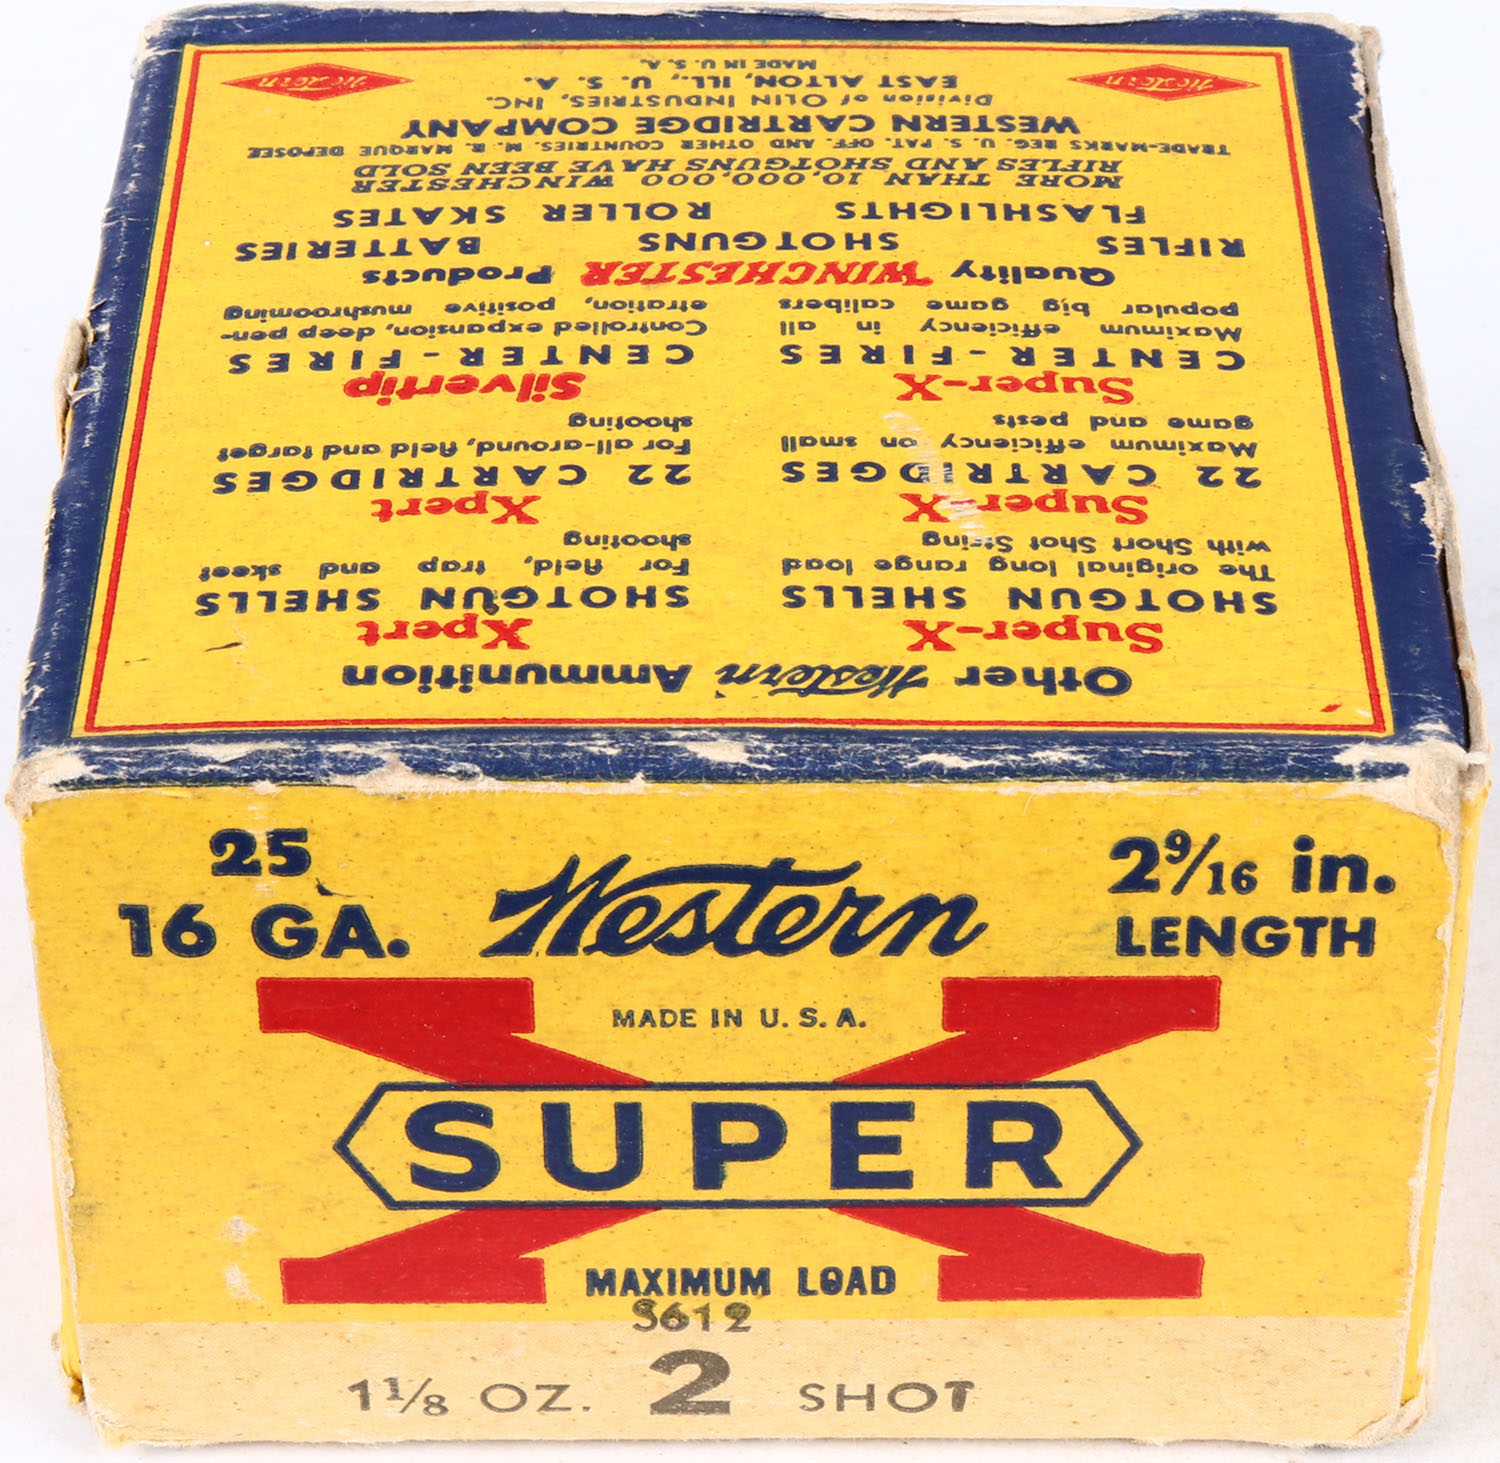 Other Western Ammunition
Super-X Xpert
SHOTGUN SHELLS SHOTGUN SHELLS
The original long range load For field, trap and skeet
with Short Shot String shooting
Super-X Xpert
22 CARTRIDGES 22 CARTRIDGES
Maximum efficiency on small For all-around, field and target
game and pests shooting
Super-X Silvertip
CENTER-FIRES CENTER-FIRES
Maximum efficiency in all Controlled expansion, deep pen-
popular big game calibers etration, positive mushrooming
Quality WINCHESTER Products
RIFLES SHOTGUNS BATTERIES
FLASHLIGHTS ROLLER SKATES
MORE THAN 10,000,000 WINCHESTER
RIFLES AND SHOTGUNS HAVE BEEN SOLD
TRADE-MARKS REG. U. S. PAT. OFF. AND OTHER COUNTRIES. M. R. MARQUE DEPOSEE
WESTERN CARTRIDGE COMPANY
Division of OLIN INDUSTRIES, INC.
EAST ALTON, ILL., U. S. A.
MADE IN U. S. A.
Western Western
25
16 GA.
Western
2 9/16 in.
LENGTH
MADE IN U. S. A.
X
SUPER
MAXIMUM LOAD
S612
1 1/8 OZ. 2 SHOT